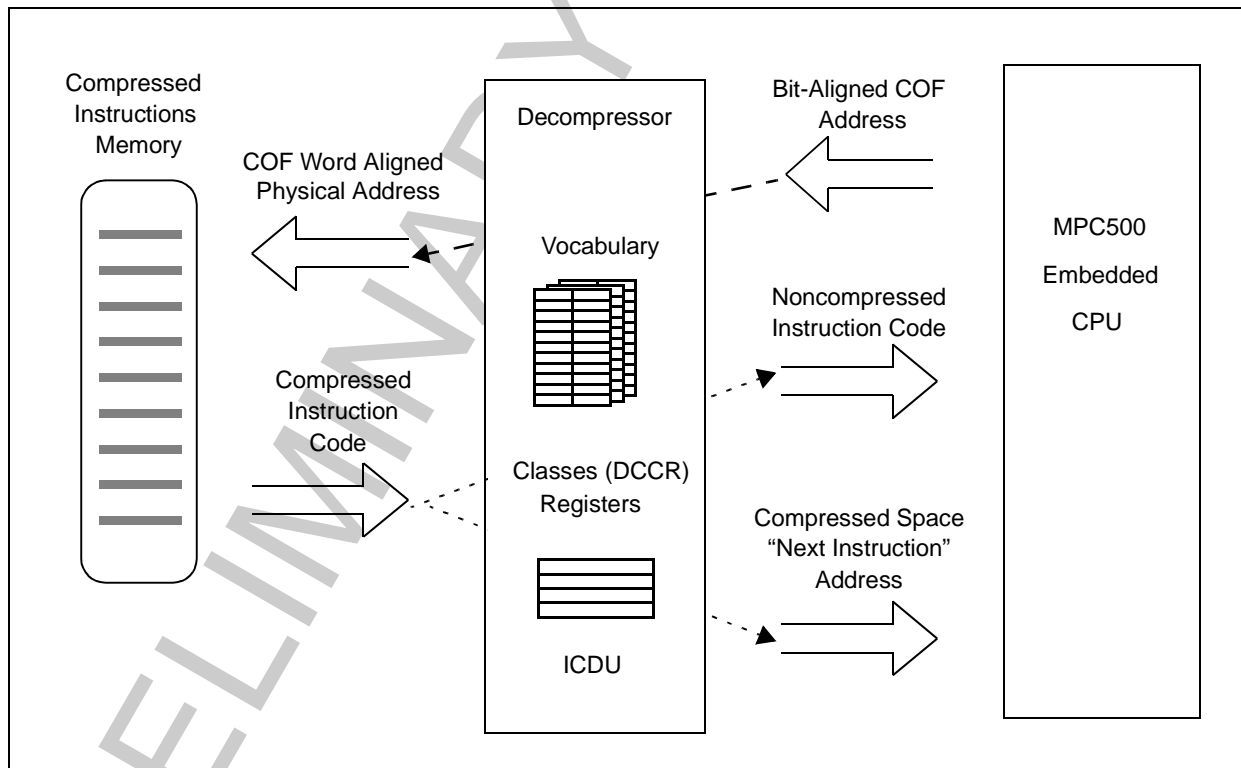 Compressed
Instructions
Memory
COF Word Aligned
Physical Address
Compressed
Instruction
Code
Decompressor
Vocabulary
Classes (DCCR)
Registers
ICDU
Bit-Aligned COF
Address
Noncompressed
Instruction Code
Compressed Space
“Next Instruction”
Address
MPC500
Embedded
CPU
ELIMINARY